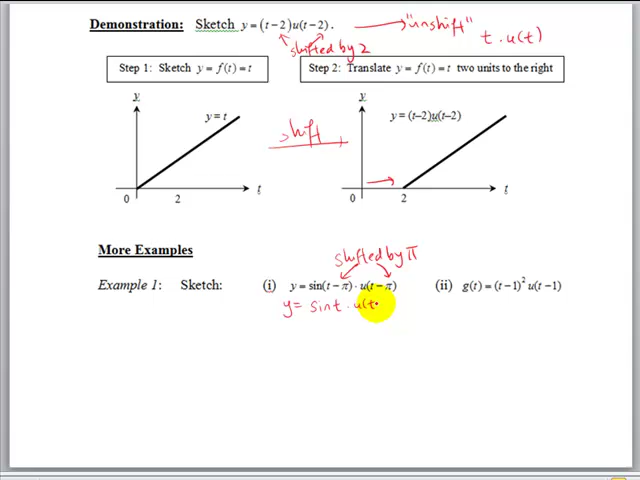 Demonstration: Sketch y = (t−2)u(t−2). "unshift"
t . u(t)
shifted by 2
Step 1: Sketch y = f(t) = t
Step 2: Translate y = f(t) = t two units to the right
y
y = t
0 2 t
shift
y
y = (t−2)u(t−2)
0 2 t
More Examples
shifted by π
Example 1: Sketch: (i) y = sin(t − π) · u(t − π) (ii) g(t) = (t−1)² u(t−1)
y = sin t . u(t